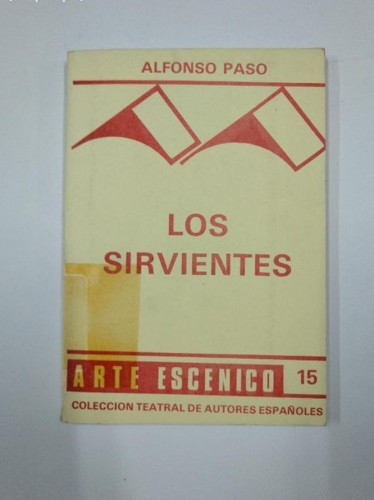 ALFONSO PASO
LOS
SIRVIENTES
ARTE ESCENICO 15
COLECCION TEATRAL DE AUTORES ESPAÑOLES